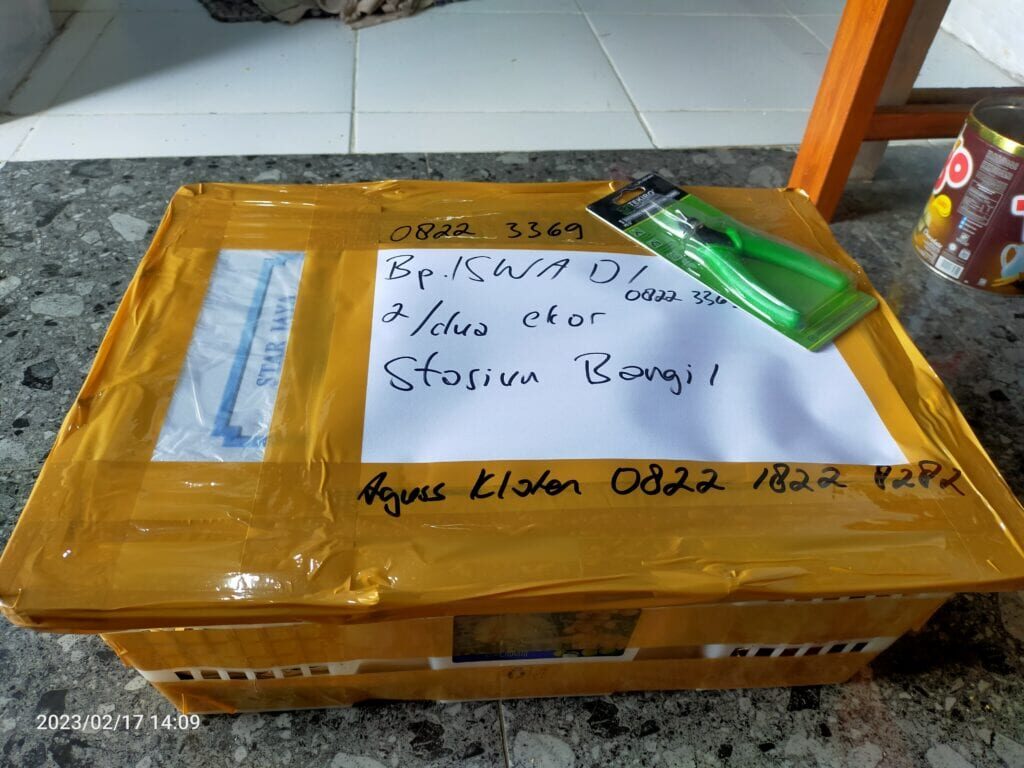 0822 3369
Bp. ISWADI
0822 336
2/dua ekor
Stasiun Bangil
Aguss Klaten 0822 1822 8282
STAR JAVA
2023/02/17 14:09